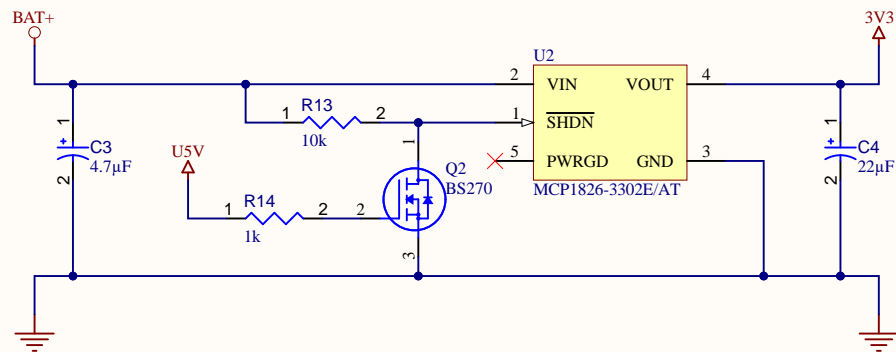 BAT+
3V3
U2
2
VIN
VOUT
4
1
R13
2
1
SHDN
10k
1
C3
4.7µF
2
U5V
5
PWRGD
GND
3
MCP1826-3302E/AT
1
C4
22µF
2
1
Q2
BS270
1
R14
2
2
1k
3